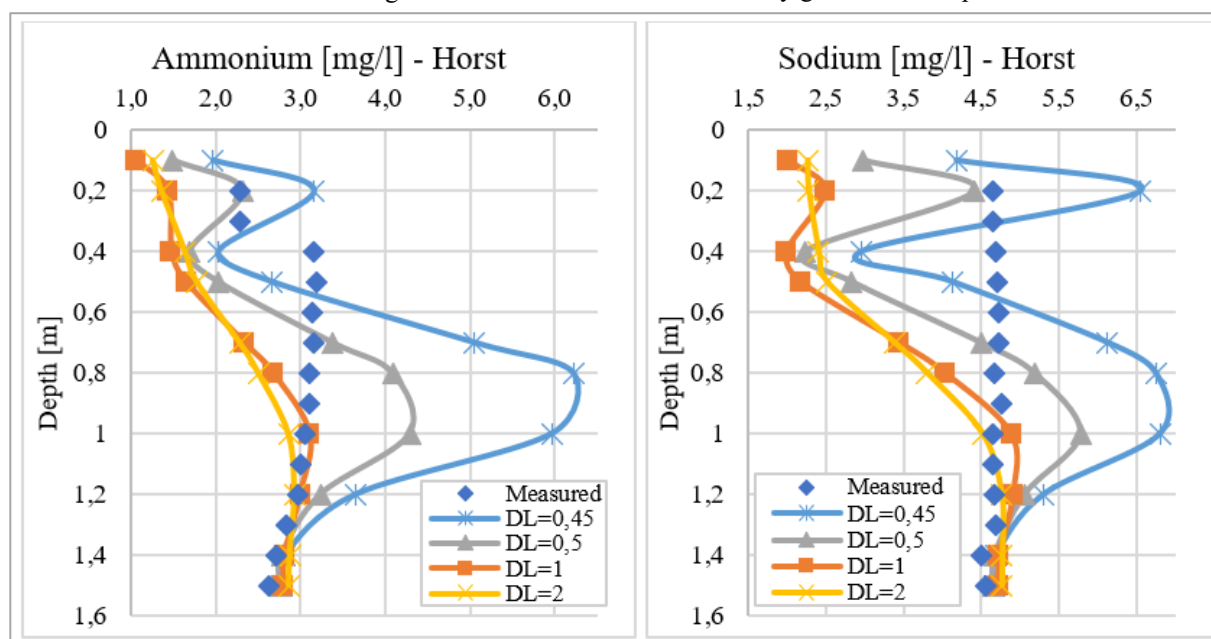 Ammonium [mg/l] - Horst
1,0 2,0 3,0 4,0 5,0 6,0
0
0,2
0,4
0,6
0,8
1
1,2
1,4
1,6
Depth [m]
Measured
DL=0,45
DL=0,5
DL=1
DL=2
Sodium [mg/l] - Horst
1,5 2,5 3,5 4,5 5,5 6,5
0
0,2
0,4
0,6
0,8
1
1,2
1,4
1,6
Depth [m]
Measured
DL=0,45
DL=0,5
DL=1
DL=2